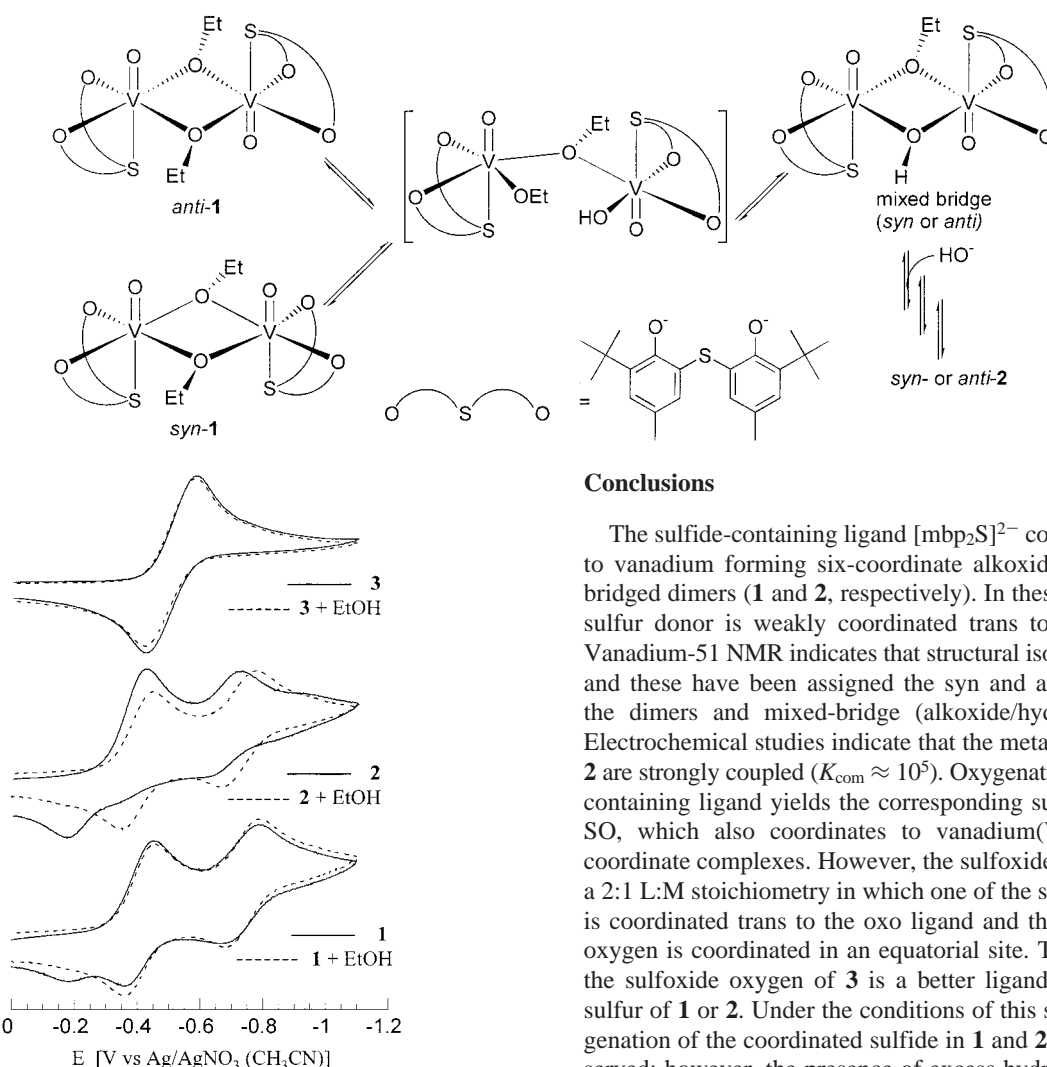 Et
O
O
O
V
S
O
V
O
O
O
S
Et
O
anti-1
O
O
O
V
S
Et
O
OEt
S
O
V
HO
O
O
O
O
O
V
S
Et
O
S
O
V
O
O
O
H
mixed bridge
(syn or anti)
HO⁻
syn- or anti-2
Et
O
O
O
V
O
O
V
O
O
O
S
Et
S
syn-1
O S O
=
O⁻ O⁻
S
Conclusions
The sulfide-containing ligand [mbp₂S]²⁻ co
to vanadium forming six-coordinate alkoxid
bridged dimers (1 and 2, respectively). In thes
sulfur donor is weakly coordinated trans to
Vanadium-51 NMR indicates that structural iso
and these have been assigned the syn and a
the dimers and mixed-bridge (alkoxide/hyd
Electrochemical studies indicate that the meta
2 are strongly coupled (K_com ≈ 10⁵). Oxygenati
containing ligand yields the corresponding su
SO, which also coordinates to vanadium(V
coordinate complexes. However, the sulfoxide
a 2:1 L:M stoichiometry in which one of the s
is coordinated trans to the oxo ligand and th
oxygen is coordinated in an equatorial site. T
the sulfoxide oxygen of 3 is a better ligand
sulfur of 1 or 2. Under the conditions of this s
genation of the coordinated sulfide in 1 and 2
3
3 + EtOH
2
2 + EtOH
1
1 + EtOH
0 -0.2 -0.4 -0.6 -0.8 -1 -1.2
E [V vs Ag/AgNO₃ (CH₃CN)]